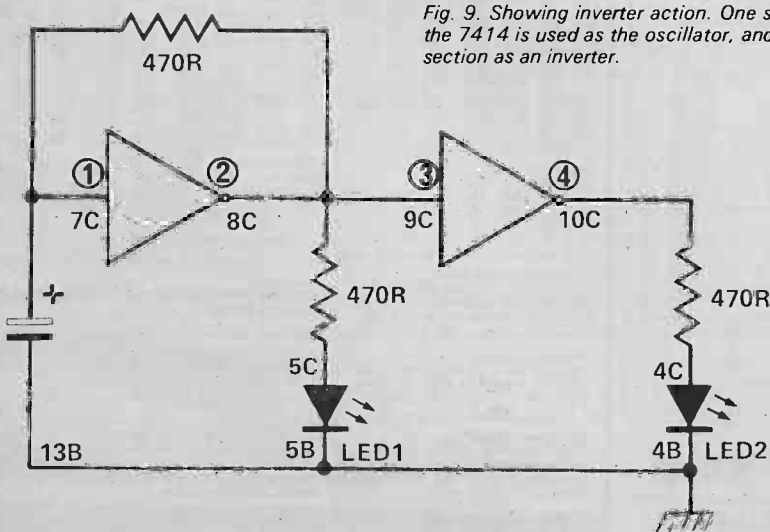 Fig. 9. Showing inverter action. One s
the 7414 is used as the oscillator, and
section as an inverter.
470R
1
2
3
4
7C
8C
9C
10C
+
470R
470R
5C
4C
13B
5B
LED1
4B
LED2